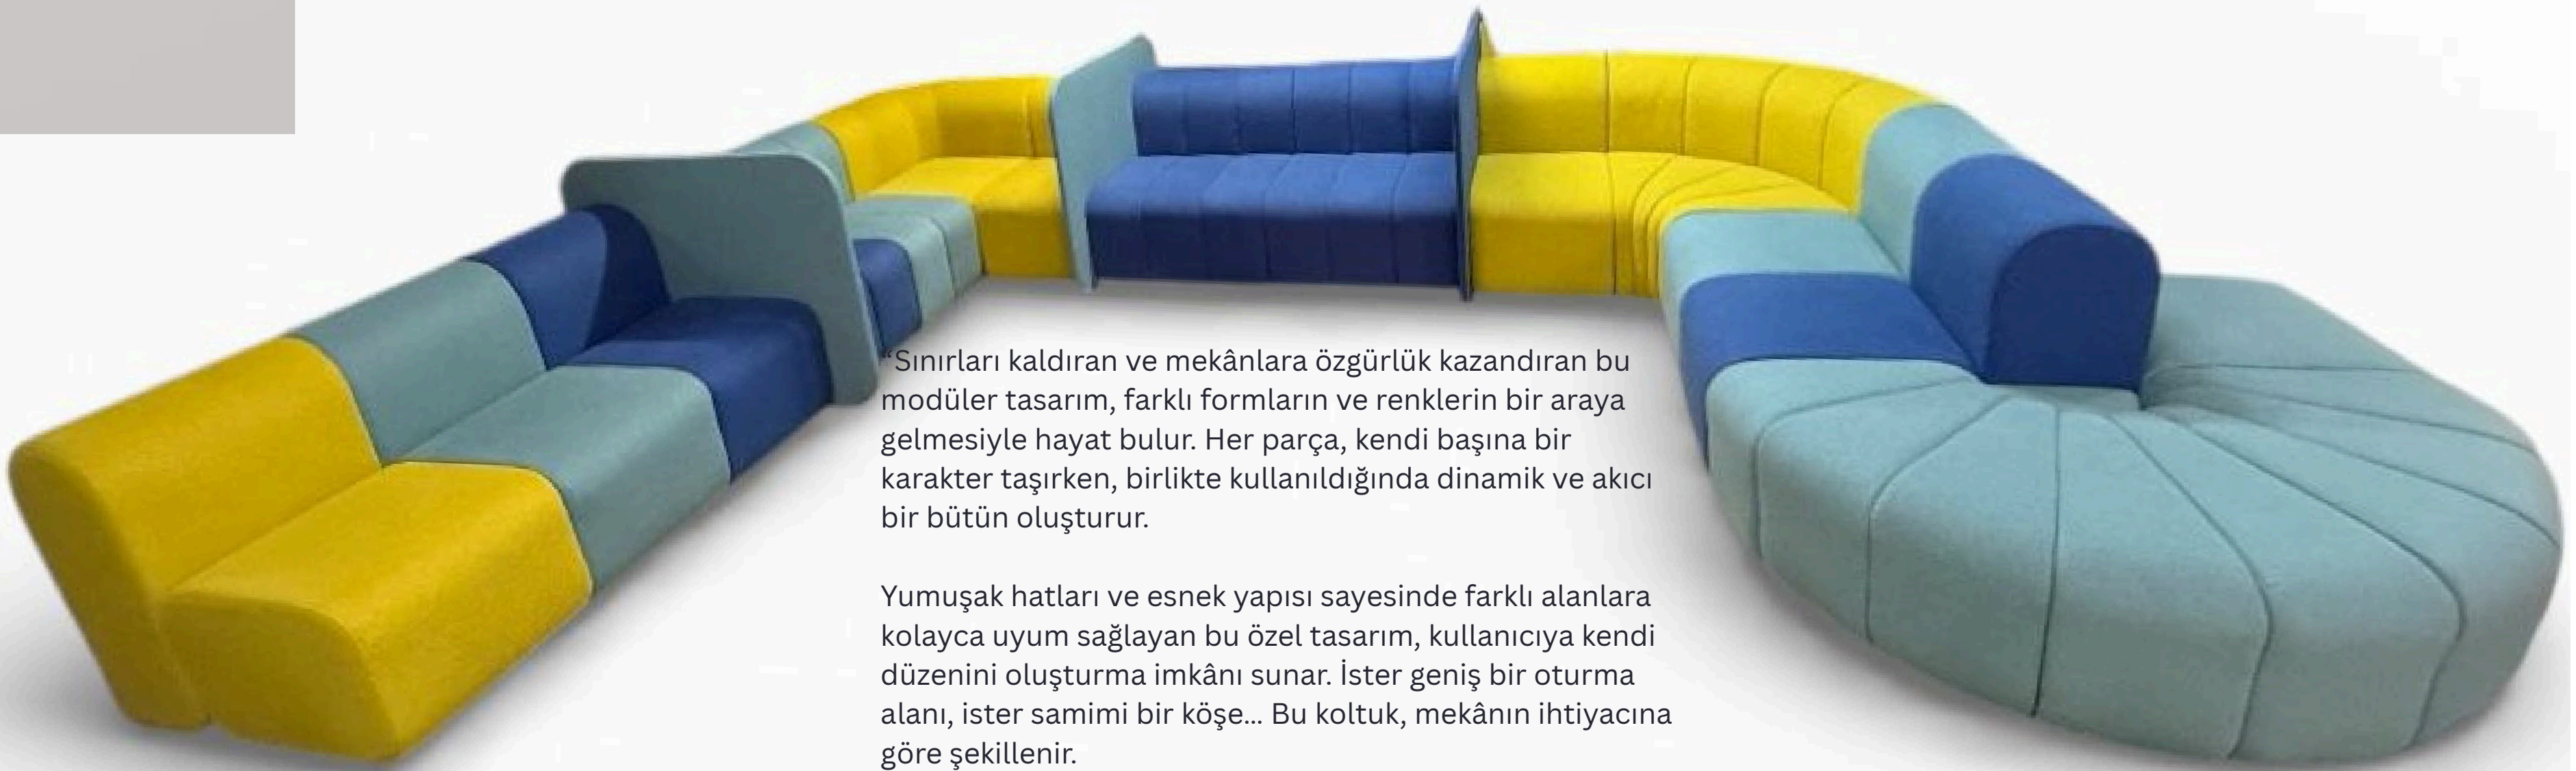 “Sınırları kaldıran ve mekânlara özgürlük kazandıran bu
modüler tasarım, farklı formların ve renklerin bir araya
gelmesiyle hayat bulur. Her parça, kendi başına bir
karakter taşırken, birlikte kullanıldığında dinamik ve akıcı
bir bütün oluşturur.
Yumuşak hatları ve esnek yapısı sayesinde farklı alanlara
kolayca uyum sağlayan bu özel tasarım, kullanıcıya kendi
düzenini oluşturma imkânı sunar. İster geniş bir oturma
alanı, ister samimi bir köşe... Bu koltuk, mekânın ihtiyacına
göre şekillenir.